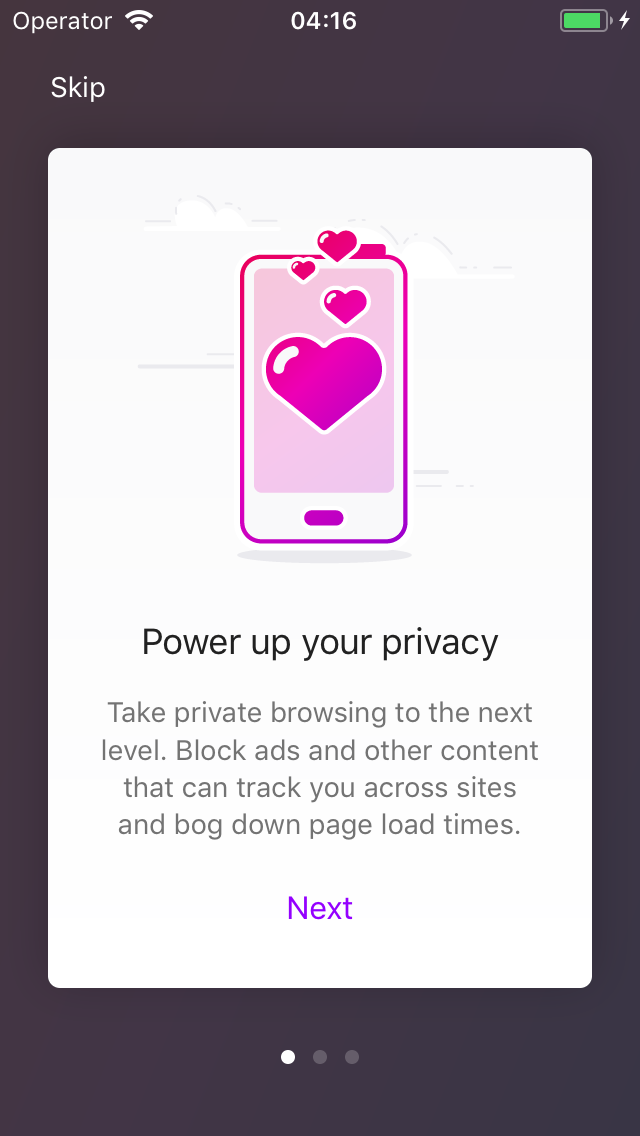 Operator 04:16
Skip
Power up your privacy
Take private browsing to the next
level. Block ads and other content
that can track you across sites
and bog down page load times.
Next